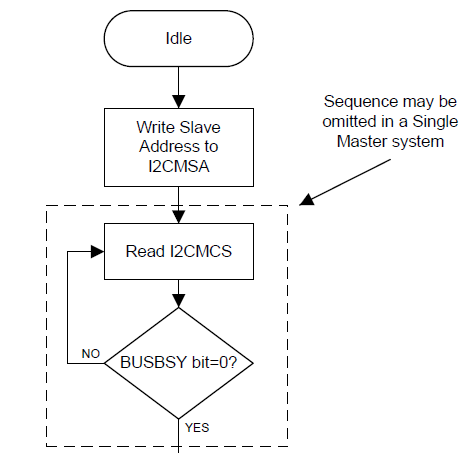 Idle
Write Slave
Address to
I2CMSA
Sequence may be
omitted in a Single
Master system
Read I2CMCS
BUSBSY bit=0?
NO
YES